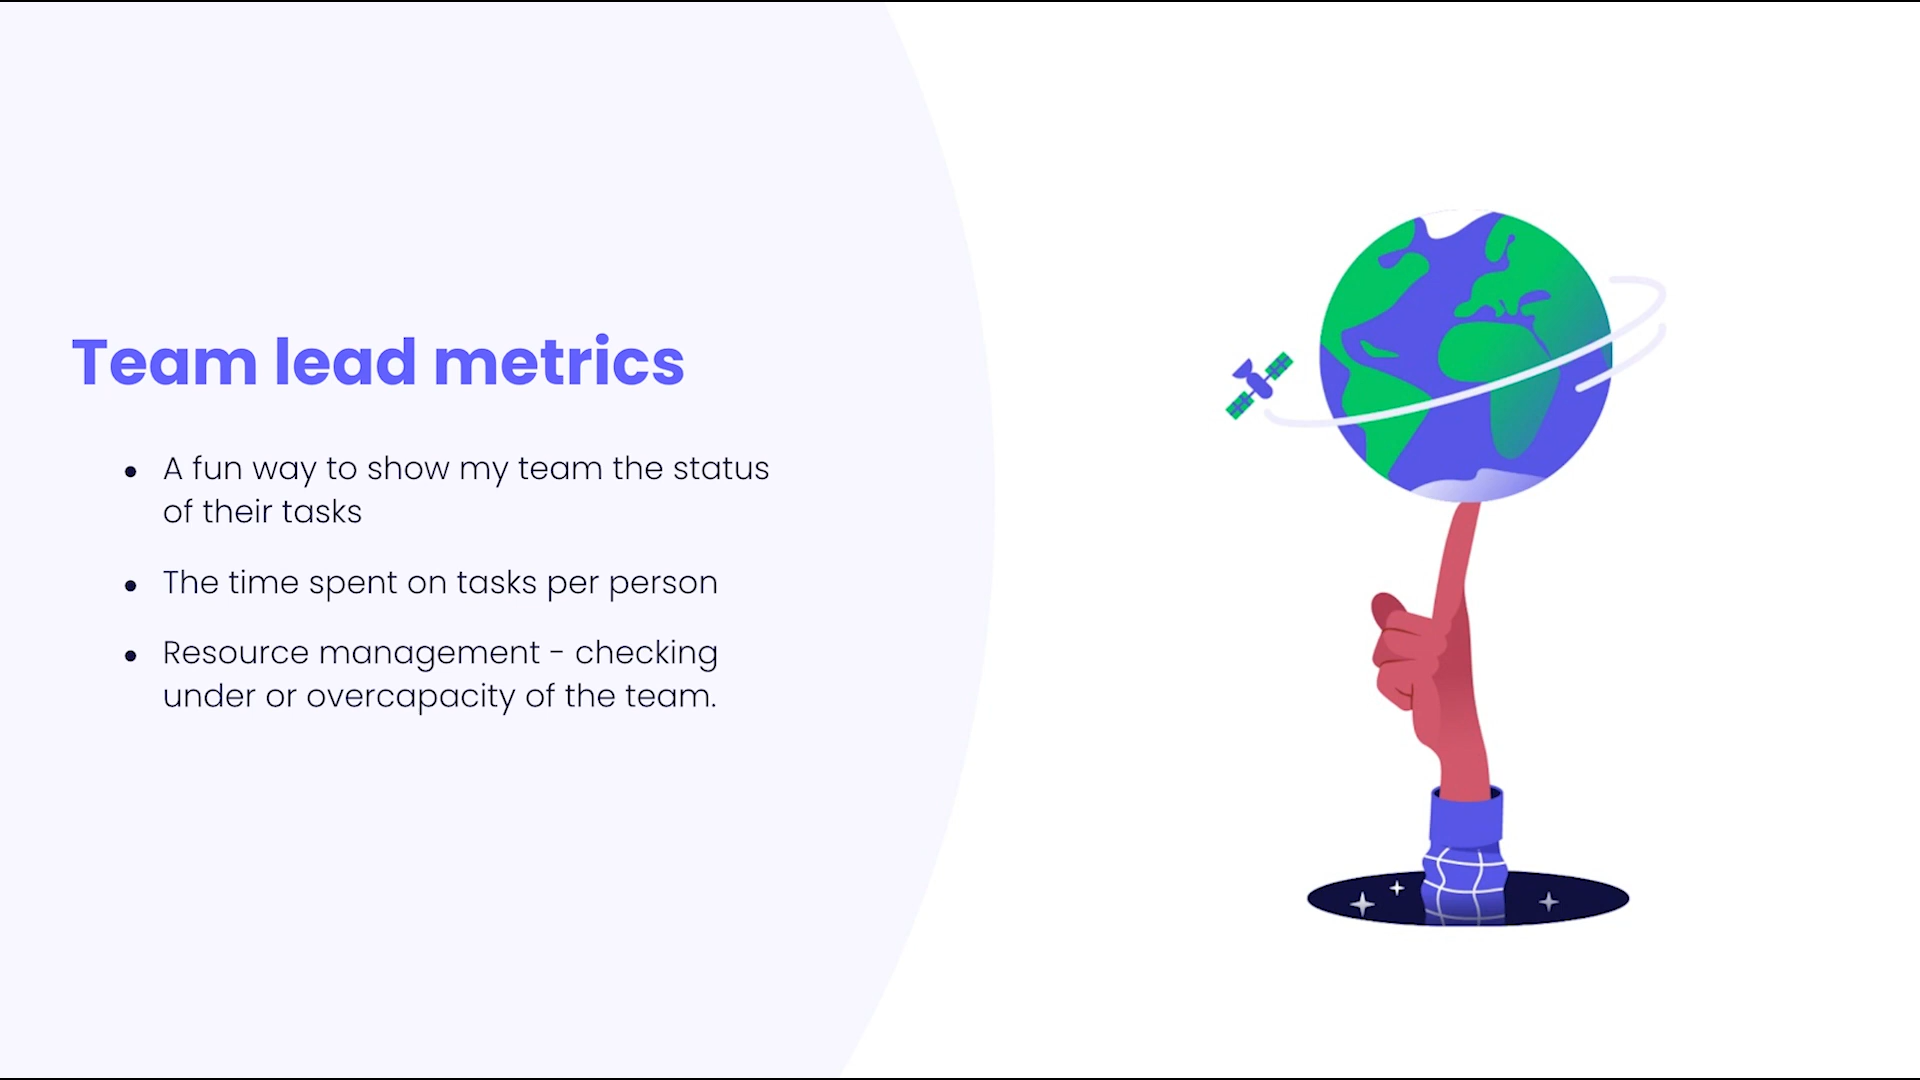 Team lead metrics
● A fun way to show my team the status
of their tasks
● The time spent on tasks per person
● Resource management - checking
under or overcapacity of the team.